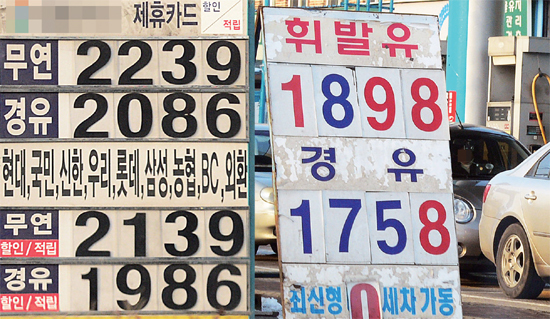 제휴카드 할인 적립
무연 2239
경유 2086
현대,국민,신한,우리,롯데,삼성,농협,BC,외환
무연 할인/적립 2139
경유 할인/적립 1986
휘발유
1898
경유
1758
최신형 0 세차 가동
관리